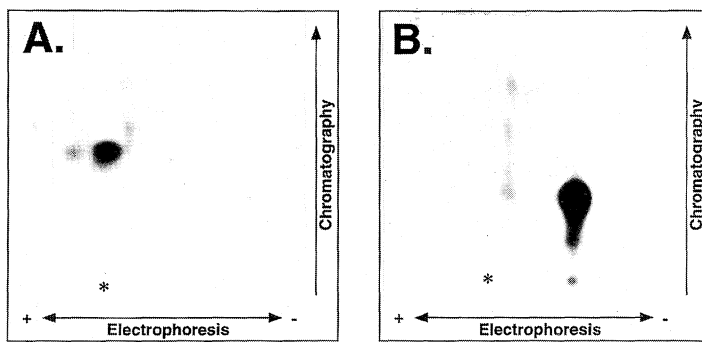 A.
Chromatography
*
+ -
Electrophoresis
B.
Chromatography
*
+ -
Electrophoresis